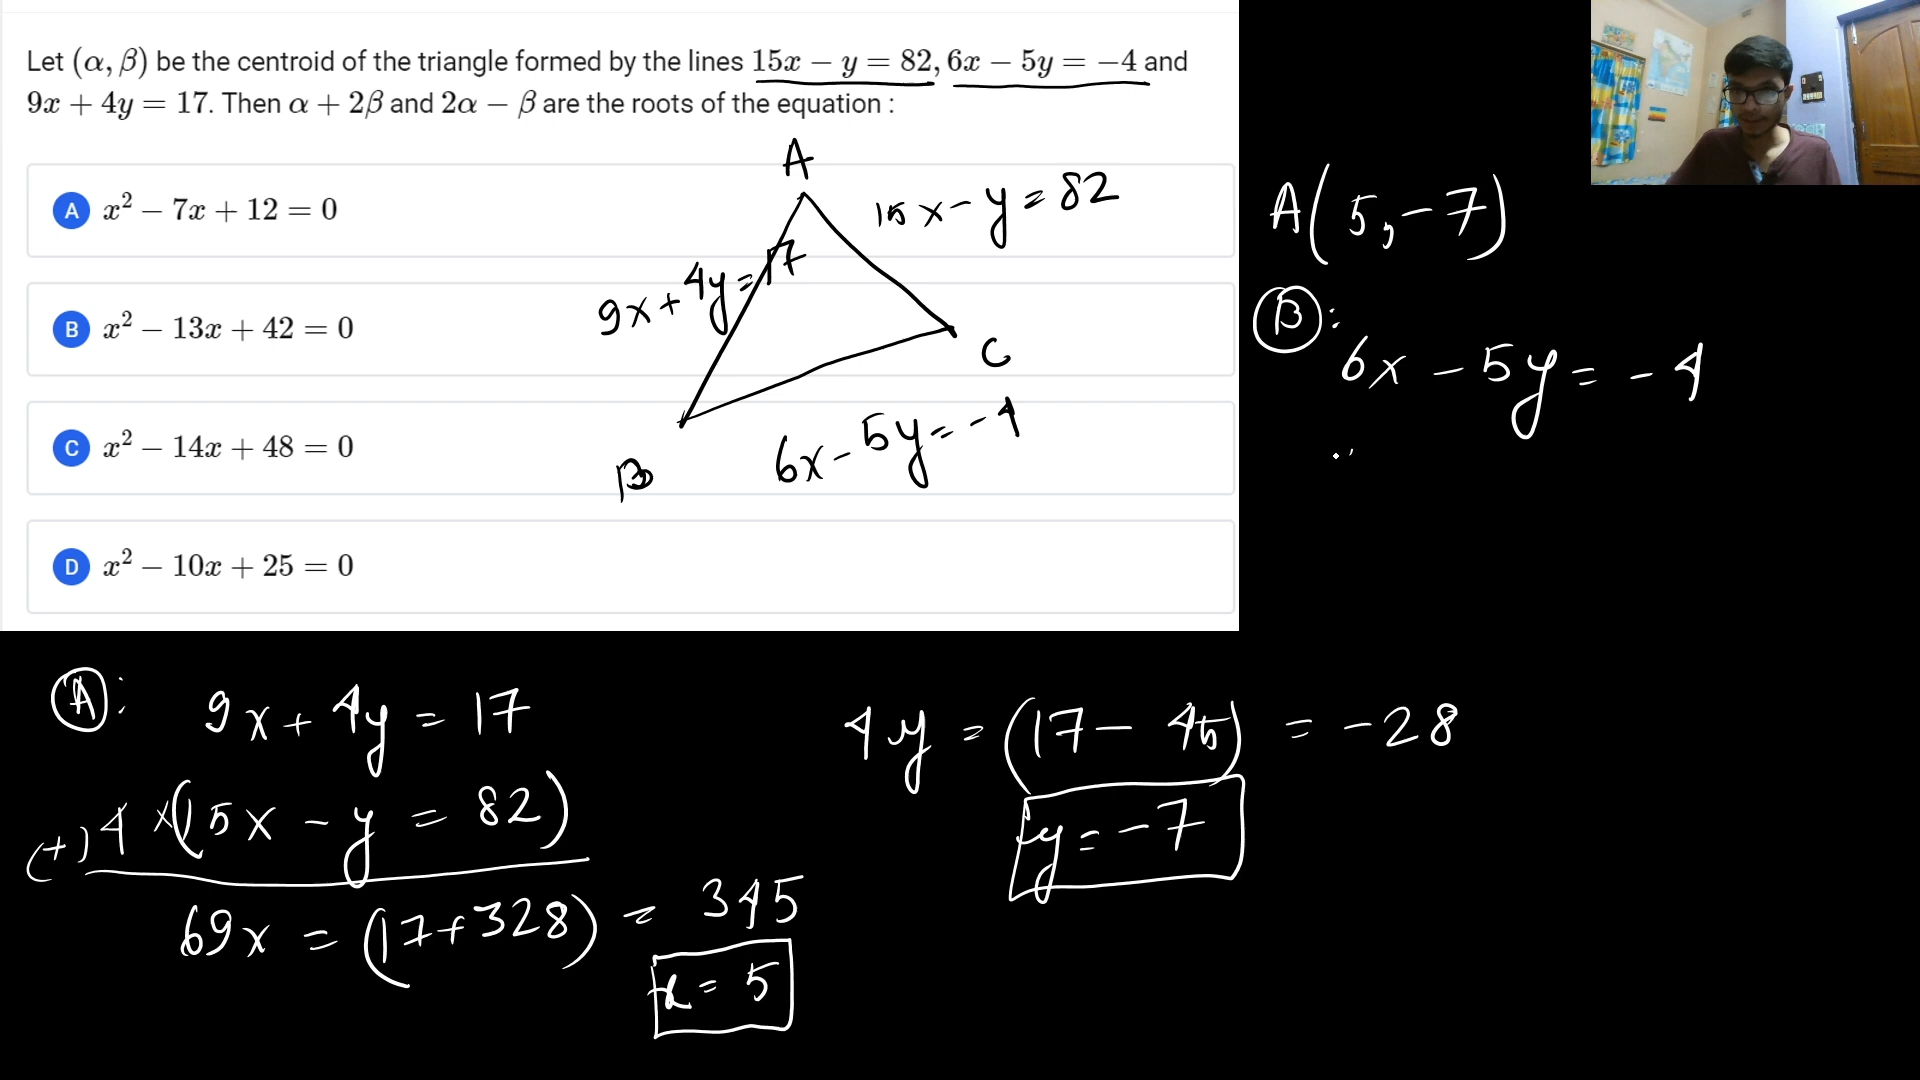 Let (α, β) be the centroid of the triangle formed by the lines 15x − y = 82, 6x − 5y = −4 and
9x + 4y = 17. Then α + 2β and 2α − β are the roots of the equation :
A x² − 7x + 12 = 0
B x² − 13x + 42 = 0
C x² − 14x + 48 = 0
D x² − 10x + 25 = 0
A
15x − y = 82
9x + 4y = 17
C
B
6x − 5y = −4
A(5, −7)
B:
6x − 5y = −4
A: 9x + 4y = 17
(+) 4 × (15x − y = 82)
69x = (17 + 328) = 345
x = 5
4y = (17 − 45) = −28
y = −7